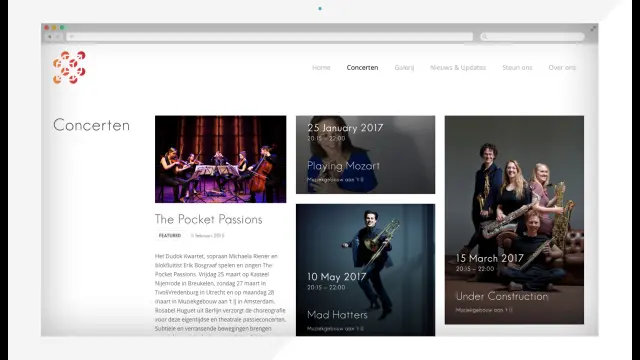 Home Concerten Galerij Nieuws & Updates Steun ons Over ons
Concerten
The Pocket Passions
FEATURED 11 februari 2015
Het Dudok Kwartet, sopraan Michaela Riener en
blokfluitist Erik Bosgraaf spelen en zingen The
Pocket Passions. Vrijdag 25 maart op Kasteel
Nijenrode in Breukelen, zondag 27 maart in
TivoliVredenburg in Utrecht en op maandag 28
maart in Muziekgebouw aan 't IJ in Amsterdam.
Rosabel Huguet uit Berlijn verzorgt de choreografie
voor deze eigentijdse en theatrale passieconcerten.
Subtiele en verrassende bewegingen brengen
25 January 2017
20:15 – 22:00
Playing Mozart
Muziekgebouw aan 't IJ
10 May 2017
20:15 – 22:00
Mad Hatters
Muziekgebouw aan 't IJ
15 March 2017
20:15 – 22:00
Under Construction
Muziekgebouw aan 't IJ